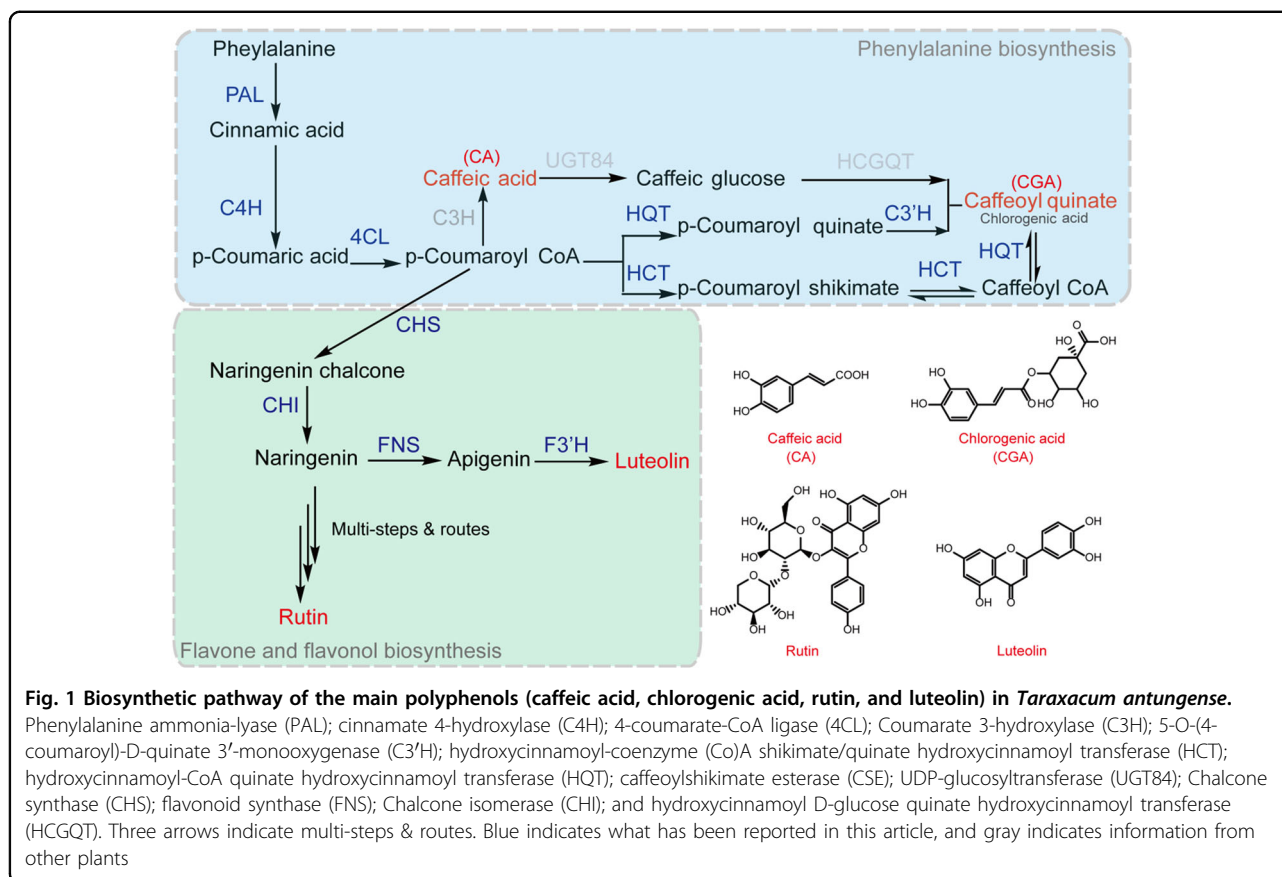 Pheylalanine
Phenylalanine biosynthesis
PAL
Cinnamic acid
(CA)
UGT84
HCGQT
Caffeic acid
Caffeic glucose
(CGA)
Caffeoyl quinate
Chlorogenic acid
C4H
C3H
HQT
p-Coumaroyl quinate
C3'H
4CL
p-Coumaric acid
p-Coumaroyl CoA
HQT
HCT
HCT
p-Coumaroyl shikimate
Caffeoyl CoA
CHS
Naringenin chalcone
CHI
FNS
F3'H
Naringenin
Apigenin
Luteolin
Multi-steps & routes
Rutin
Flavone and flavonol biosynthesis
HO
HO
COOH
Caffeic acid
(CA)
HO
O
OH
O
HO
HO
O
HO
OH
OH
Chlorogenic acid
(CGA)
OH
OH
OH
HO
O
O
HO
HO
O
O
O
O
HO
HO
OH
OH
OH
Rutin
OH
HO
O
OH
OH
O
Luteolin
Fig. 1 Biosynthetic pathway of the main polyphenols (caffeic acid, chlorogenic acid, rutin, and luteolin) in Taraxacum antungense.
Phenylalanine ammonia-lyase (PAL); cinnamate 4-hydroxylase (C4H); 4-coumarate-CoA ligase (4CL); Coumarate 3-hydroxylase (C3H); 5-O-(4-
coumaroyl)-D-quinate 3′-monooxygenase (C3′H); hydroxycinnamoyl-coenzyme (Co)A shikimate/quinate hydroxycinnamoyl transferase (HCT);
hydroxycinnamoyl-CoA quinate hydroxycinnamoyl transferase (HQT); caffeoylshikimate esterase (CSE); UDP-glucosyltransferase (UGT84); Chalcone
synthase (CHS); flavonoid synthase (FNS); Chalcone isomerase (CHI); and hydroxycinnamoyl D-glucose quinate hydroxycinnamoyl transferase
(HCGQT). Three arrows indicate multi-steps & routes. Blue indicates what has been reported in this article, and gray indicates information from
other plants